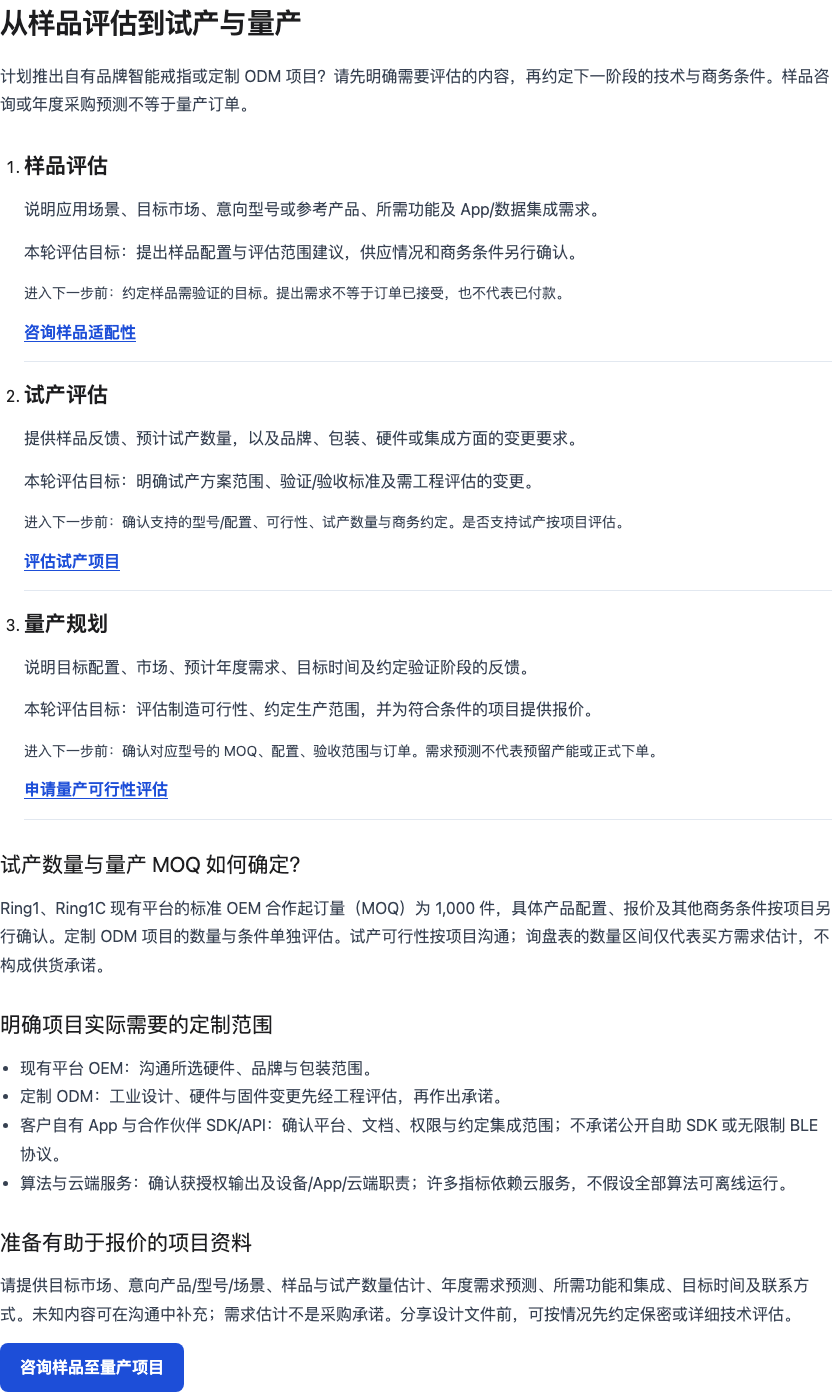 从样品评估到试产与量产
计划推出自有品牌智能戒指或定制 ODM 项目？请先明确需要评估的内容，再约定下一阶段的技术与商务条件。样品咨
询或年度采购预测不等于量产订单。
1. 样品评估
说明应用场景、目标市场、意向型号或参考产品、所需功能及 App/数据集成需求。
本轮评估目标：提出样品配置与评估范围建议，供应情况和商务条件另行确认。
进入下一步前：约定样品需验证的目标。提出需求不等于订单已接受，也不代表已付款。
咨询样品适配性
2. 试产评估
提供样品反馈、预计试产数量，以及品牌、包装、硬件或集成方面的变更要求。
本轮评估目标：明确试产方案范围、验证/验收标准及需工程评估的变更。
进入下一步前：确认支持的型号/配置、可行性、试产数量与商务约定。是否支持试产按项目评估。
评估试产项目
3. 量产规划
说明目标配置、市场、预计年度需求、目标时间及约定验证阶段的反馈。
本轮评估目标：评估制造可行性、约定生产范围，并为符合条件的项目提供报价。
进入下一步前：确认对应型号的 MOQ、配置、验收范围与订单。需求预测不代表预留产能或正式下单。
申请量产可行性评估
试产数量与量产 MOQ 如何确定？
Ring1、Ring1C 现有平台的标准 OEM 合作起订量（MOQ）为 1,000 件，具体产品配置、报价及其他商务条件按项目另
行确认。定制 ODM 项目的数量与条件单独评估。试产可行性按项目沟通；询盘表的数量区间仅代表买方需求估计，不
构成供货承诺。
明确项目实际需要的定制范围
• 现有平台 OEM：沟通所选硬件、品牌与包装范围。
• 定制 ODM：工业设计、硬件与固件变更先经工程评估，再作出承诺。
• 客户自有 App 与合作伙伴 SDK/API：确认平台、文档、权限与约定集成范围；不承诺公开自助 SDK 或无限制 BLE
协议。
• 算法与云端服务：确认获授权输出及设备/App/云端职责；许多指标依赖云服务，不假设全部算法可离线运行。
准备有助于报价的项目资料
请提供目标市场、意向产品/型号/场景、样品与试产数量估计、年度需求预测、所需功能和集成、目标时间及联系方
式。未知内容可在沟通中补充；需求估计不是采购承诺。分享设计文件前，可按情况先约定保密或详细技术评估。
咨询样品至量产项目